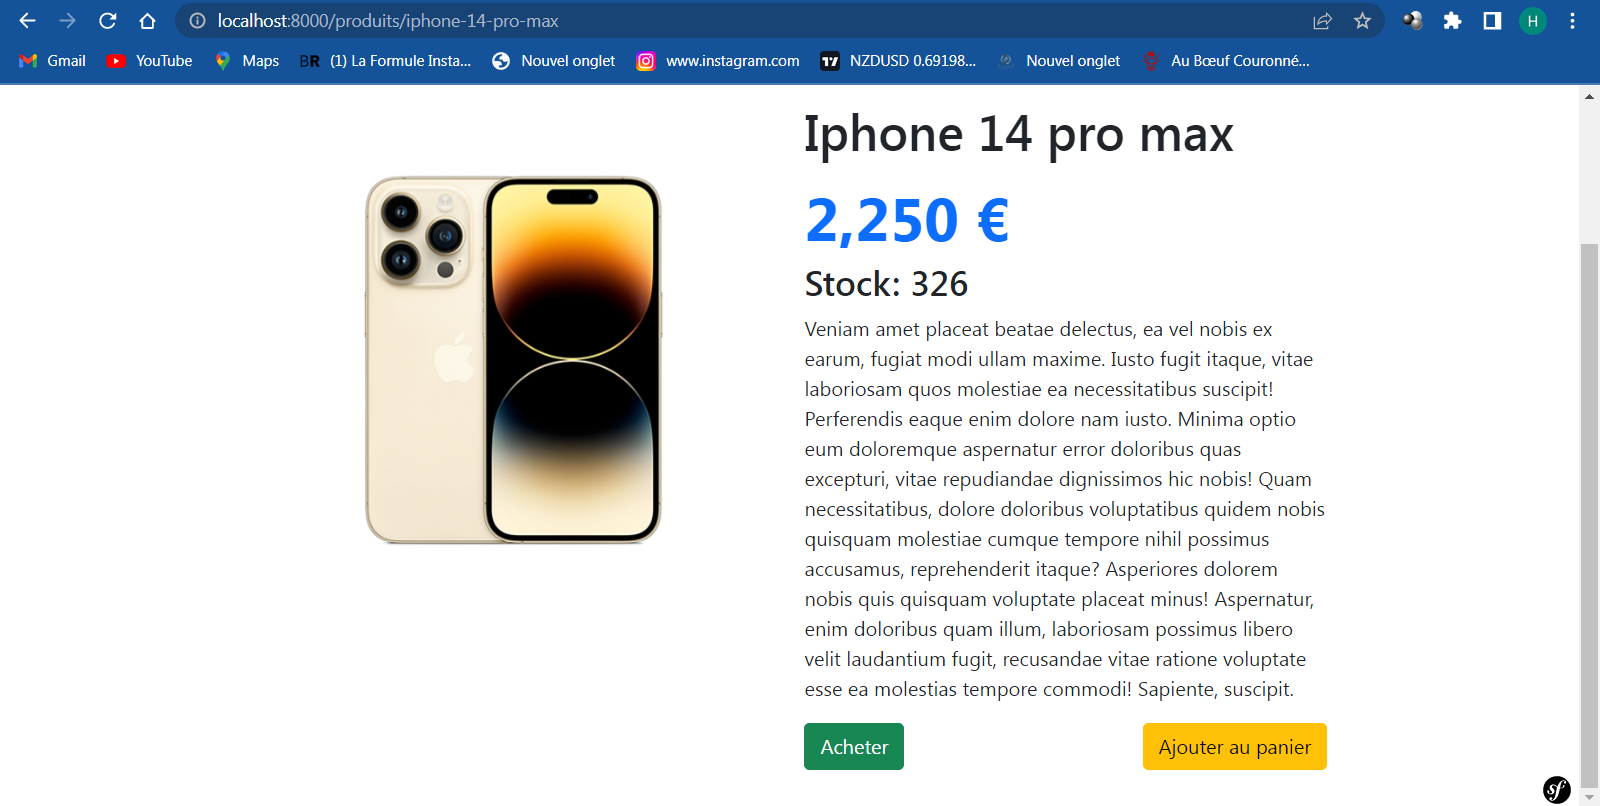 localhost:8000/produits/iphone-14-pro-max
H
Gmail
YouTube
Maps
BR
(1) La Formule Insta...
Nouvel onglet
www.instagram.com
NZDUSD 0.69198...
Nouvel onglet
Au Bœuf Couronné...
Iphone 14 pro max
2,250 €
Stock: 326
Veniam amet placeat beatae delectus, ea vel nobis ex
earum, fugiat modi ullam maxime. Iusto fugit itaque, vitae
laboriosam quos molestiae ea necessitatibus suscipit!
Perferendis eaque enim dolore nam iusto. Minima optio
eum doloremque aspernatur error doloribus quas
excepturi, vitae repudiandae dignissimos hic nobis! Quam
necessitatibus, dolore doloribus voluptatibus quidem nobis
quisquam molestiae cumque tempore nihil possimus
accusamus, reprehenderit itaque? Asperiores dolorem
nobis quis quisquam voluptate placeat minus! Aspernatur,
enim doloribus quam illum, laboriosam possimus libero
velit laudantium fugit, recusandae vitae ratione voluptate
esse ea molestias tempore commodi! Sapiente, suscipit.
Acheter
Ajouter au panier
sf